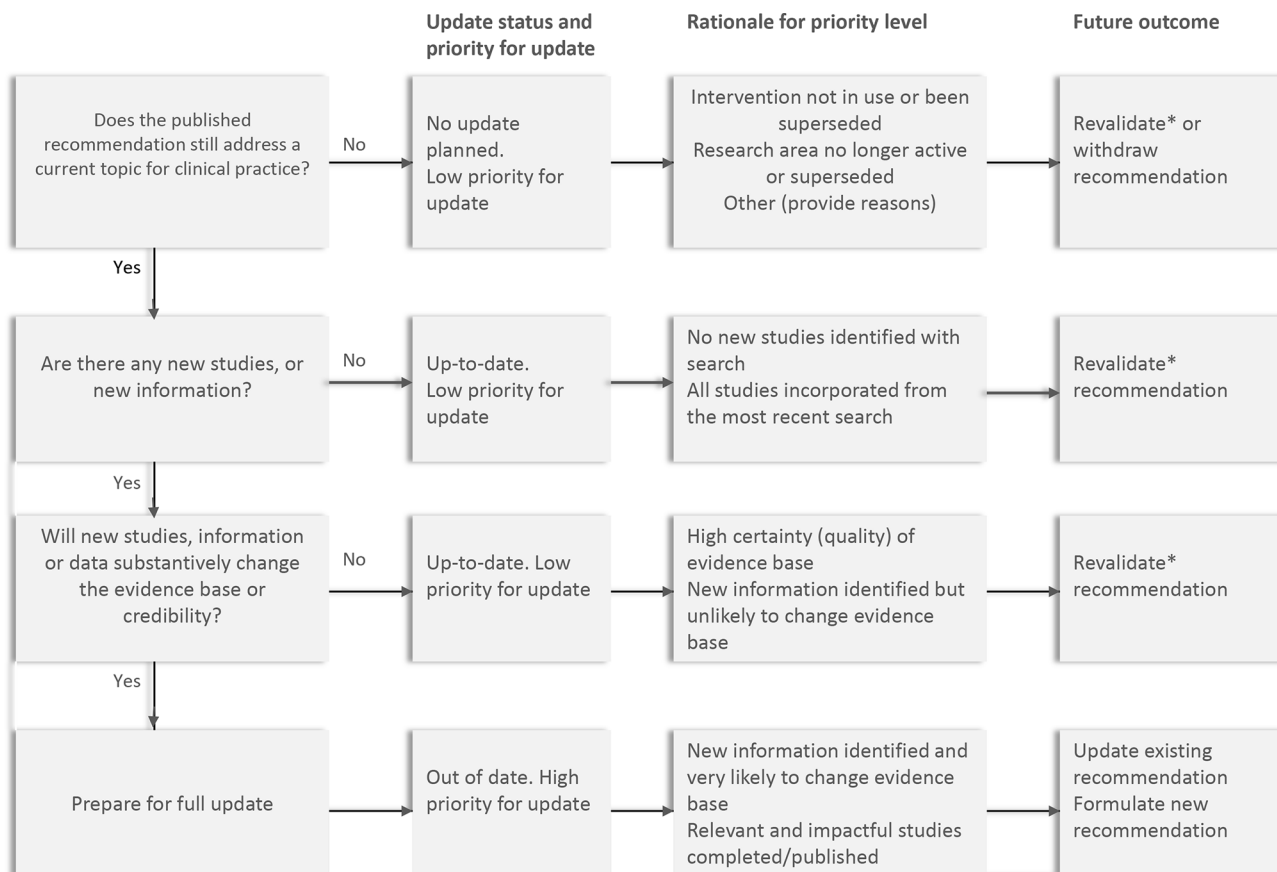 Update status and
priority for update
Rationale for priority level
Future outcome
Does the published
recommendation still address a
current topic for clinical practice?
No
No update
planned.
Low priority for
update
Intervention not in use or been
superseded
Research area no longer active
or superseded
Other (provide reasons)
Revalidate* or
withdraw
recommendation
Yes
Are there any new studies, or
new information?
No
Up-to-date.
Low priority for
update
No new studies identified with
search
All studies incorporated from
the most recent search
Revalidate*
recommendation
Yes
Will new studies, information
or data substantively change
the evidence base or
credibility?
No
Up-to-date. Low
priority for update
High certainty (quality) of
evidence base
New information identified but
unlikely to change evidence
base
Revalidate*
recommendation
Yes
Prepare for full update
Out of date. High
priority for update
New information identified and
very likely to change evidence
base
Relevant and impactful studies
completed/published
Update existing
recommendation
Formulate new
recommendation